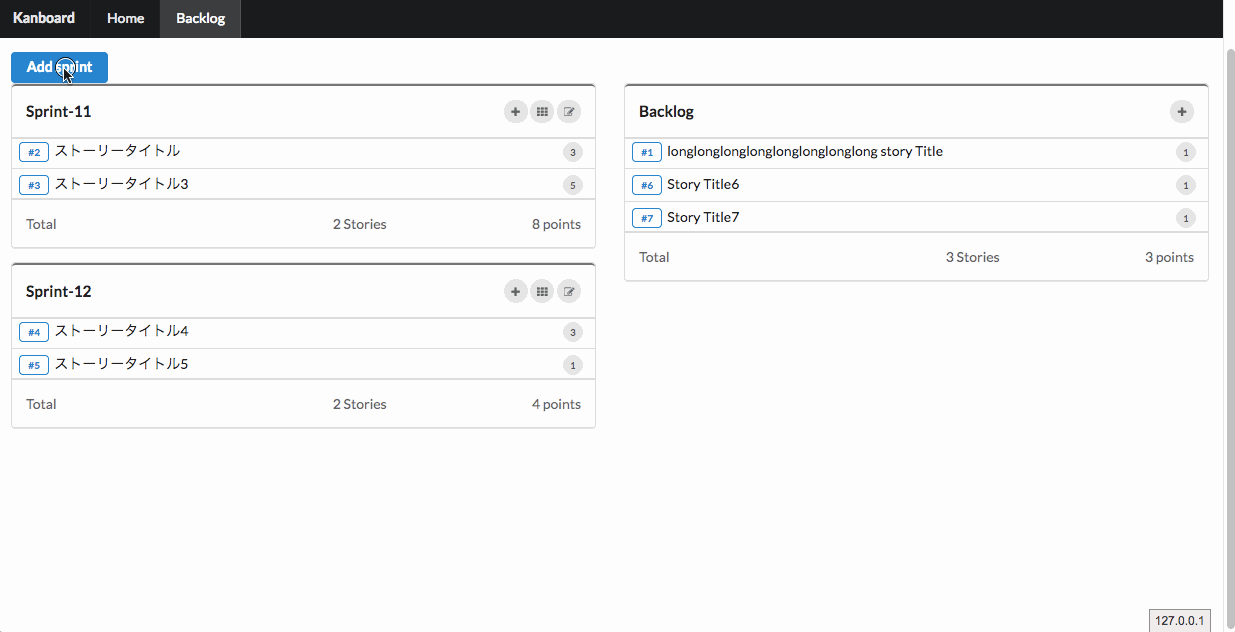 Kanboard Home Backlog
Add sprint
Sprint-11
#2 ストーリータイトル 3
#3 ストーリータイトル3 5
Total 2 Stories 8 points
Sprint-12
#4 ストーリータイトル4 3
#5 ストーリータイトル5 1
Total 2 Stories 4 points
Backlog
#1 longlonglonglonglonglonglonglong story Title 1
#6 Story Title6 1
#7 Story Title7 1
Total 3 Stories 3 points
127.0.0.1